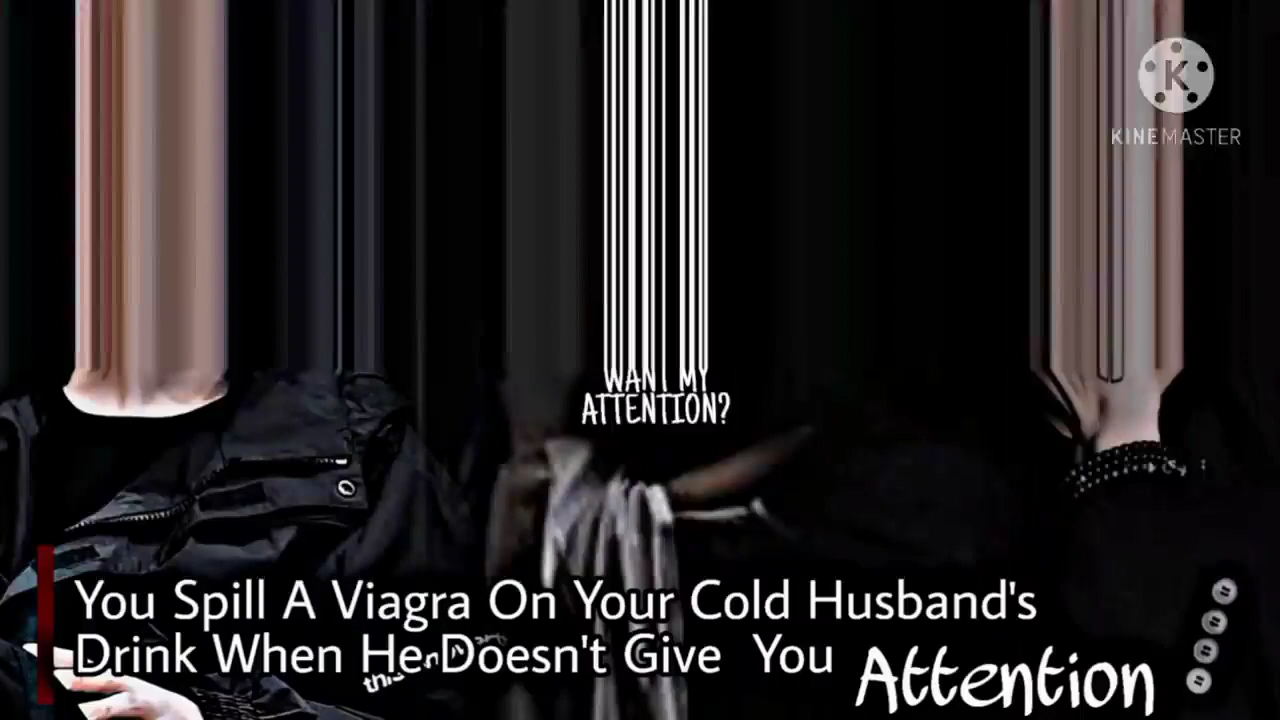 KINEMASTER
WANT MY
ATTENTION?
You Spill A Viagra On Your Cold Husband's
Drink When He Doesn't Give You
Attention